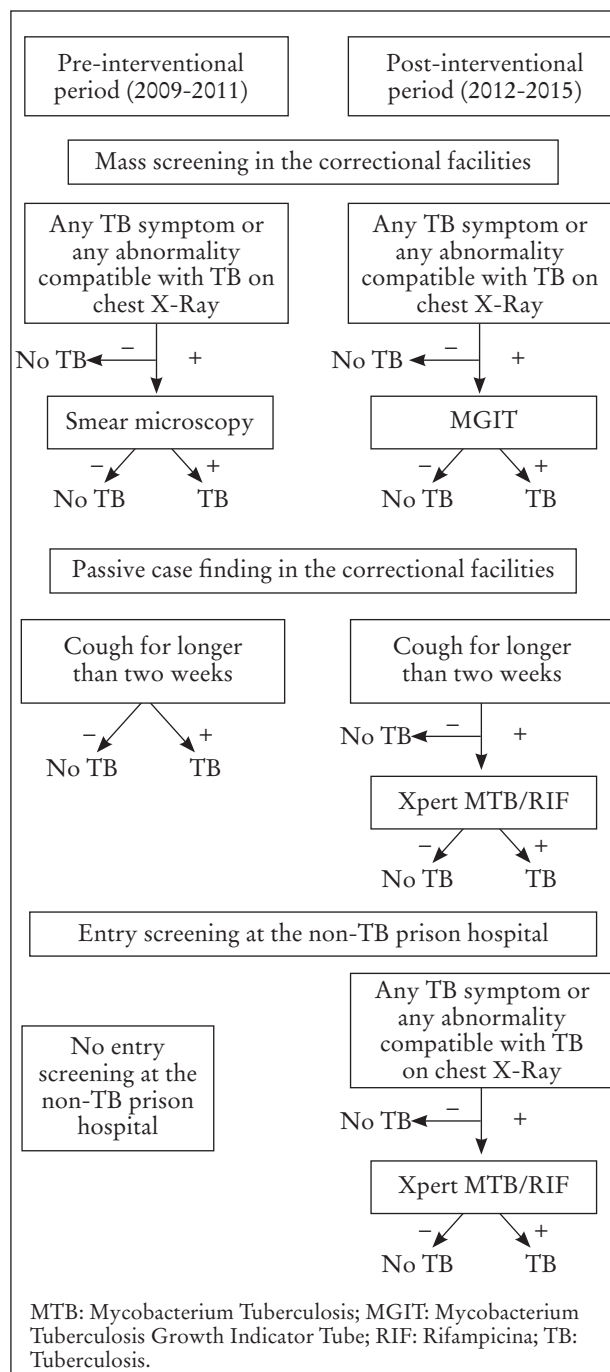 Pre-interventional
period (2009-2011)
Post-interventional
period (2012-2015)
Mass screening in the correctional facilities
Any TB symptom or
any abnormality
compatible with TB on
chest X-Ray
Any TB symptom or
any abnormality
compatible with TB on
chest X-Ray
No TB
−
+
No TB
−
+
Smear microscopy
MGIT
−
+
No TB
TB
−
+
No TB
TB
Passive case finding in the correctional facilities
Cough for longer
than two weeks
Cough for longer
than two weeks
−
+
No TB
TB
No TB
−
+
Xpert MTB/RIF
−
+
No TB
TB
Entry screening at the non-TB prison hospital
No entry
screening at the
non-TB prison
hospital
Any TB symptom or
any abnormality
compatible with TB
on chest X-Ray
No TB
−
+
Xpert MTB/RIF
−
+
No TB
TB
MTB: Mycobacterium Tuberculosis; MGIT: Mycobacterium
Tuberculosis Growth Indicator Tube; RIF: Rifampicina; TB:
Tuberculosis.